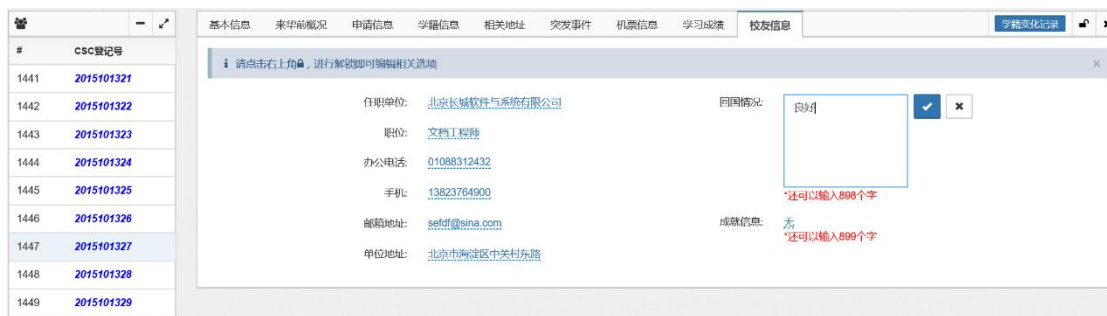 基本信息 来华前概况 申请信息 学籍信息 相关地址 突发事件 机票信息 学习成绩 校友信息 学籍变化记录
# CSC登记号
1441 2015101321
1442 2015101322
1443 2015101323
1444 2015101324
1445 2015101325
1446 2015101326
1447 2015101327
1448 2015101328
1449 2015101329
请点击右上角,进行解锁即可编辑相关选项
任职单位: 北京长城软件与系统有限公司
职位: 文档工程师
办公电话: 01088312432
手机: 13823764900
邮箱地址: sefdf@sina.com
单位地址: 北京市海淀区中关村东路
回国情况: 良好
*还可以输入898个字
成就信息: 无
*还可以输入899个字